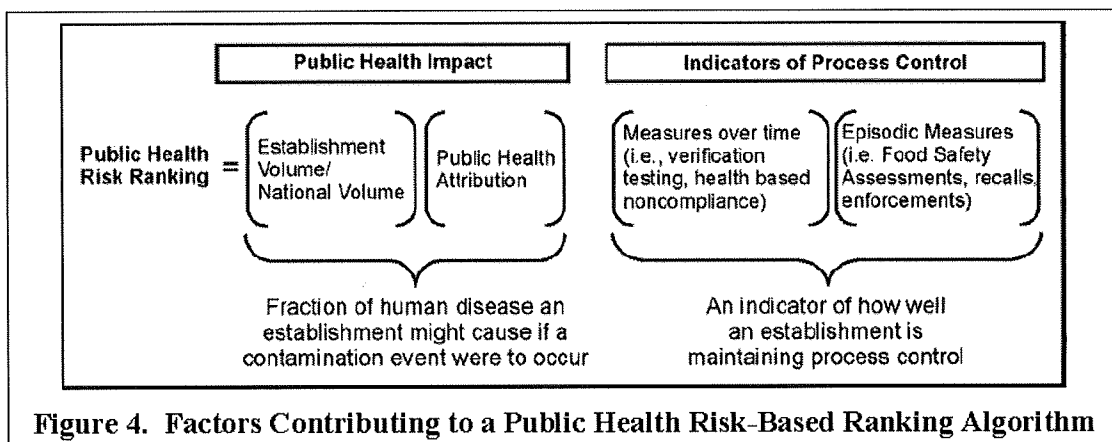 Public Health Impact
Indicators of Process Control
Public Health
Risk Ranking
=
Establishment
Volume/
National Volume
Public Health
Attribution
Measures over time
(i.e., verification
testing, health based
noncompliance)
Episodic Measures
(i.e. Food Safety
Assessments, recalls,
enforcements)
Fraction of human disease an
establishment might cause if a
contamination event were to occur
An indicator of how well
an establishment is
maintaining process control
Figure 4. Factors Contributing to a Public Health Risk-Based Ranking Algorithm